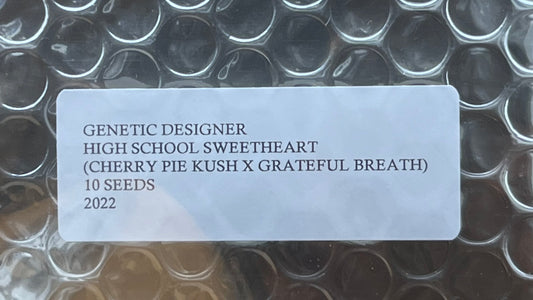 GENETIC DESIGNER
HIGH SCHOOL SWEETHEART
(CHERRY PIE KUSH X GRATEFUL BREATH)
10 SEEDS
2022